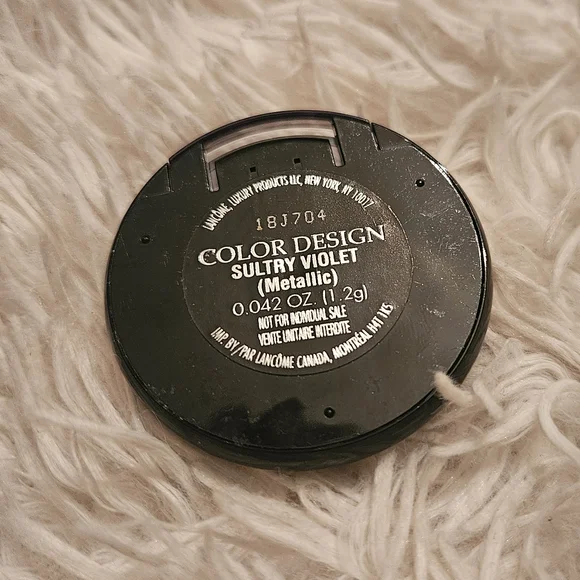 LANCÔME, LUXURY PRODUCTS LLC, NEW YORK, NY 10017
18J704
COLOR DESIGN
SULTRY VIOLET
(Metallic)
0.042 OZ. (1.2g)
NOT FOR INDIVIDUAL SALE
VENTE UNITAIRE INTERDITE
IMP. BY/PAR LANCÔME CANADA, MONTRÉAL H4T 1K5